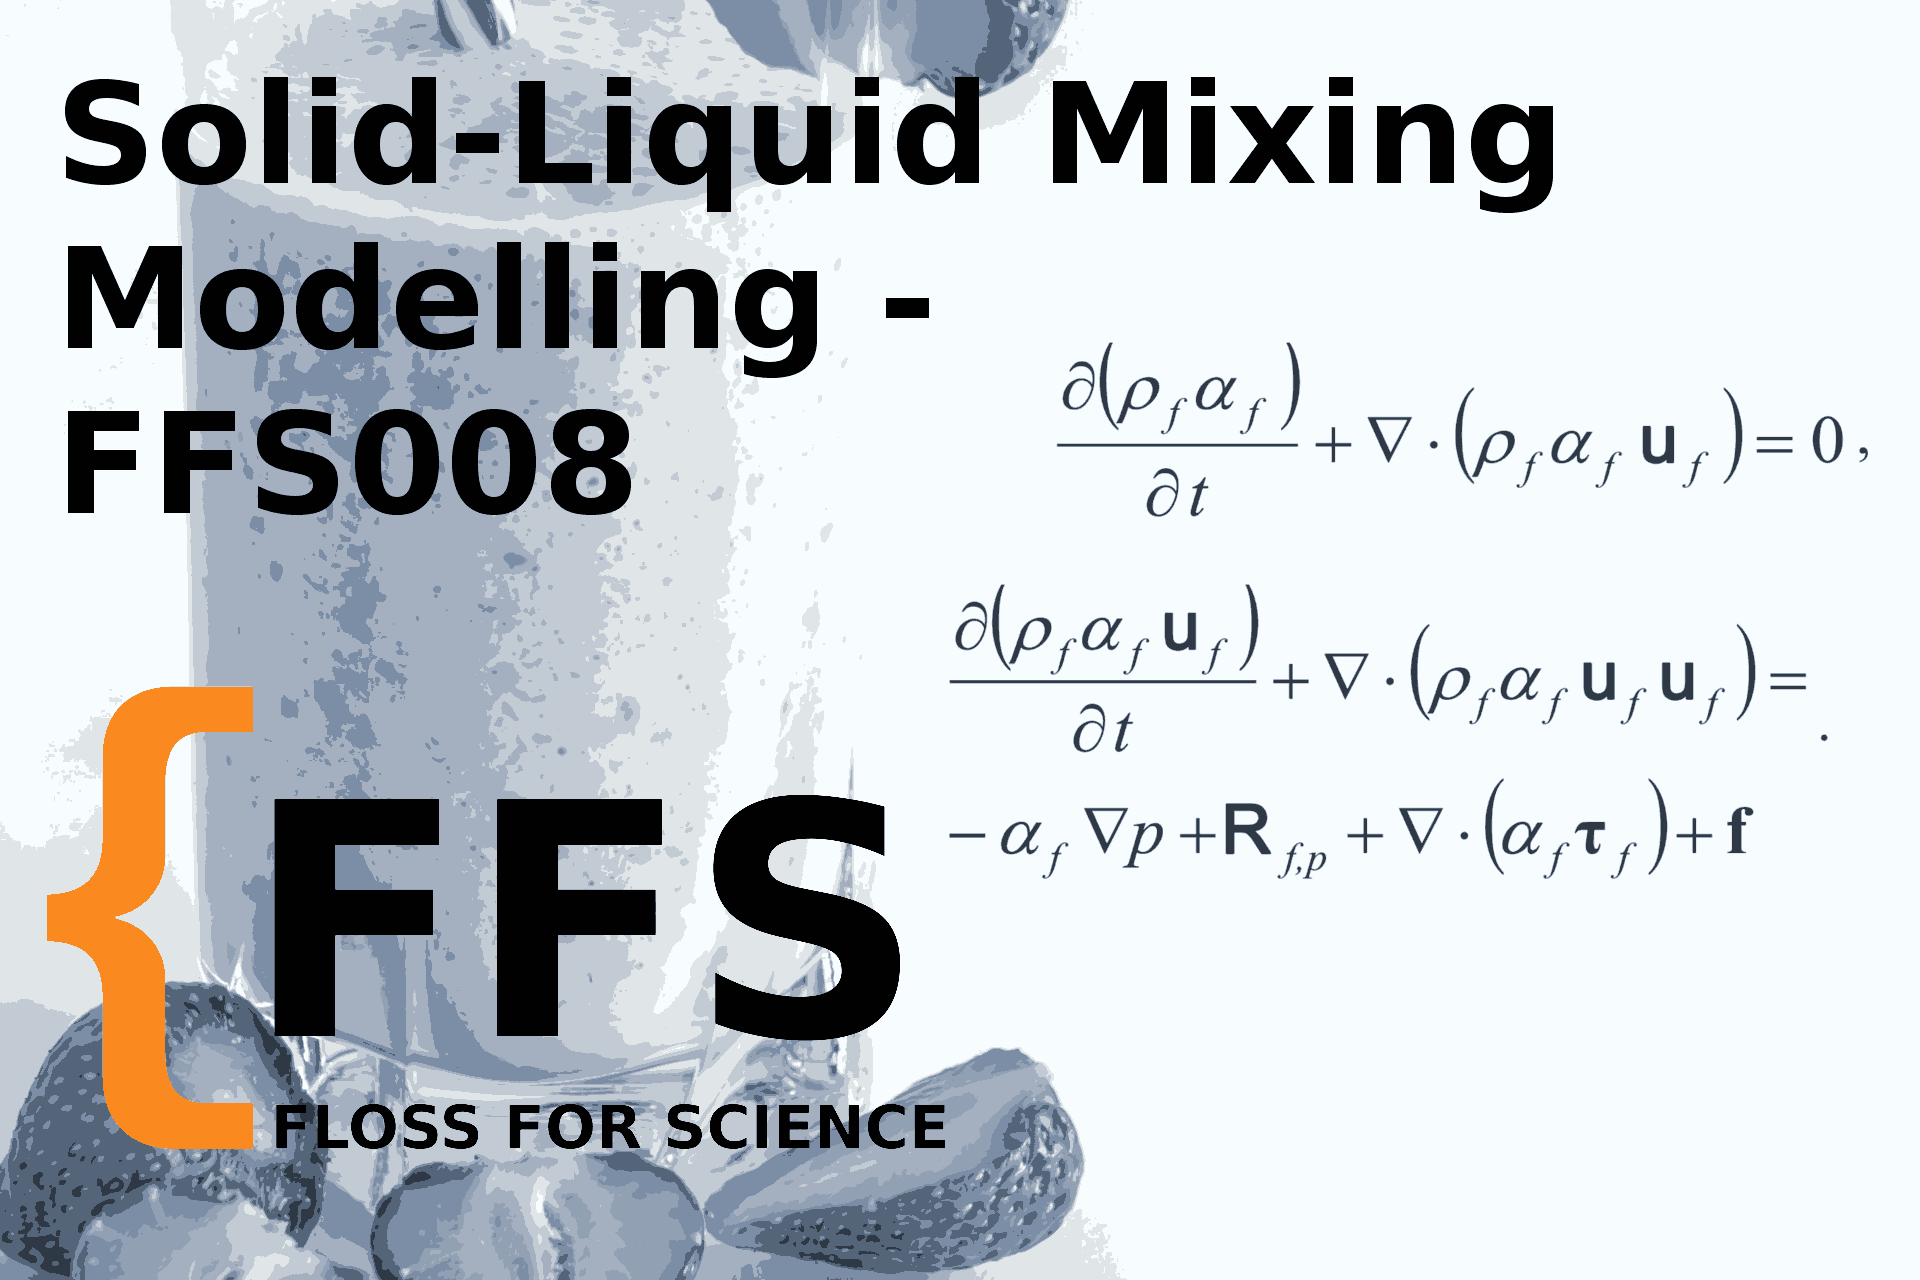 Solid-Liquid Mixing
Modelling -
FFS008
∂(ρ_f α_f)/∂t + ∇·(ρ_f α_f u_f) = 0 ,
∂(ρ_f α_f u_f)/∂t + ∇·(ρ_f α_f u_f u_f) =
− α_f ∇p + R_f,p + ∇·(α_f τ_f) + f .
{
FFS
FLOSS FOR SCIENCE